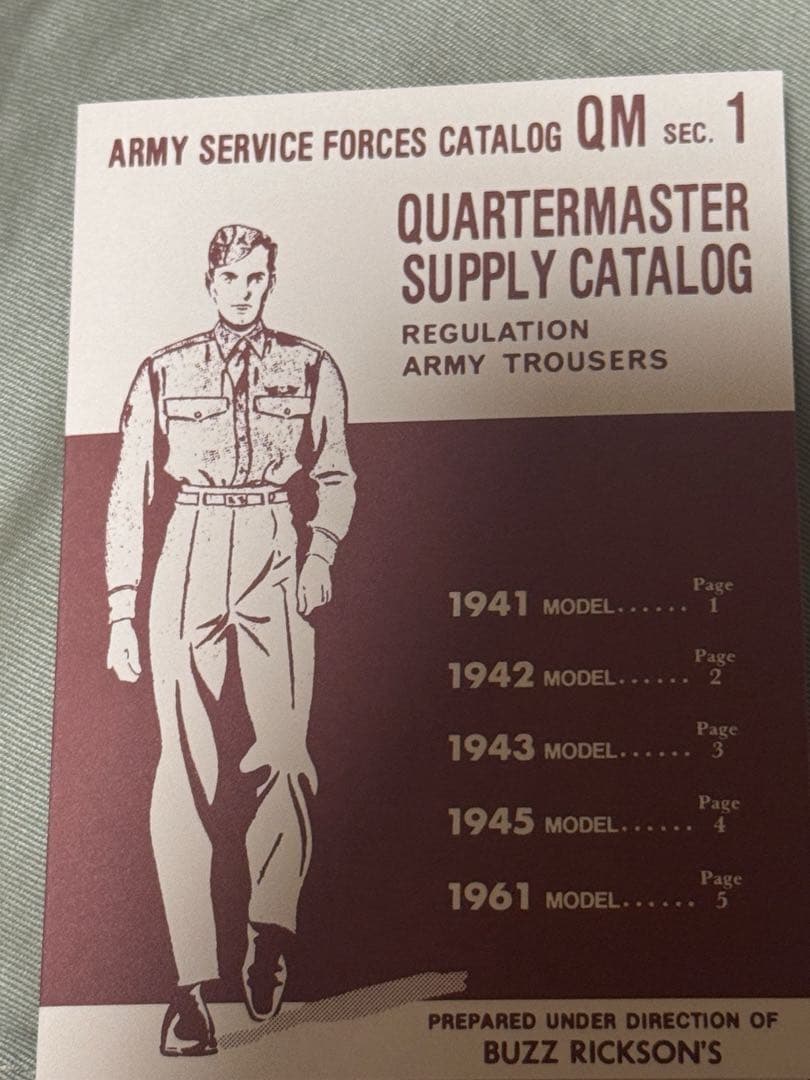 ARMY SERVICE FORCES CATALOG QM SEC. 1
QUARTERMASTER
SUPPLY CATALOG
REGULATION
ARMY TROUSERS
Page
1941 MODEL...... 1
Page
1942 MODEL...... 2
Page
1943 MODEL...... 3
Page
1945 MODEL...... 4
Page
1961 MODEL...... 5
PREPARED UNDER DIRECTION OF
BUZZ RICKSON'S